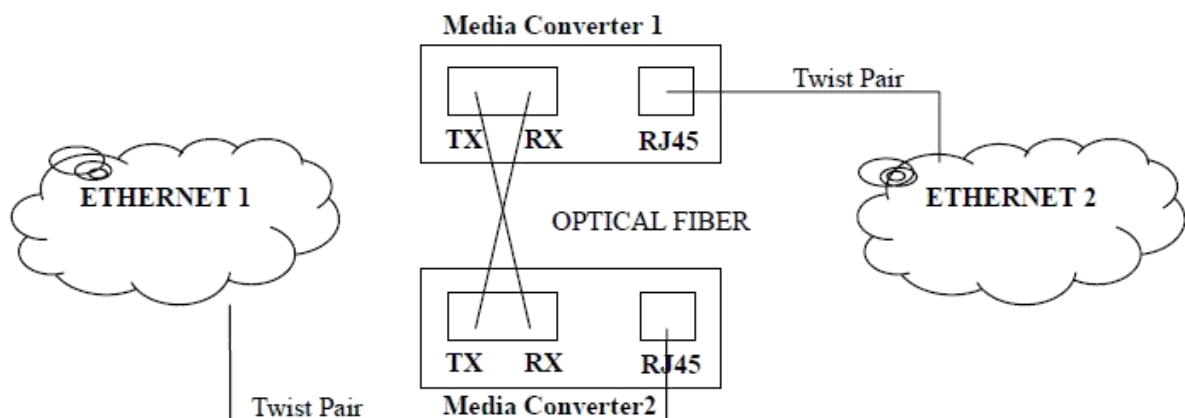 Media Converter 1
Twist Pair
TX RX RJ45
ETHERNET 1
ETHERNET 2
OPTICAL FIBER
TX RX RJ45
Twist Pair
Media Converter2